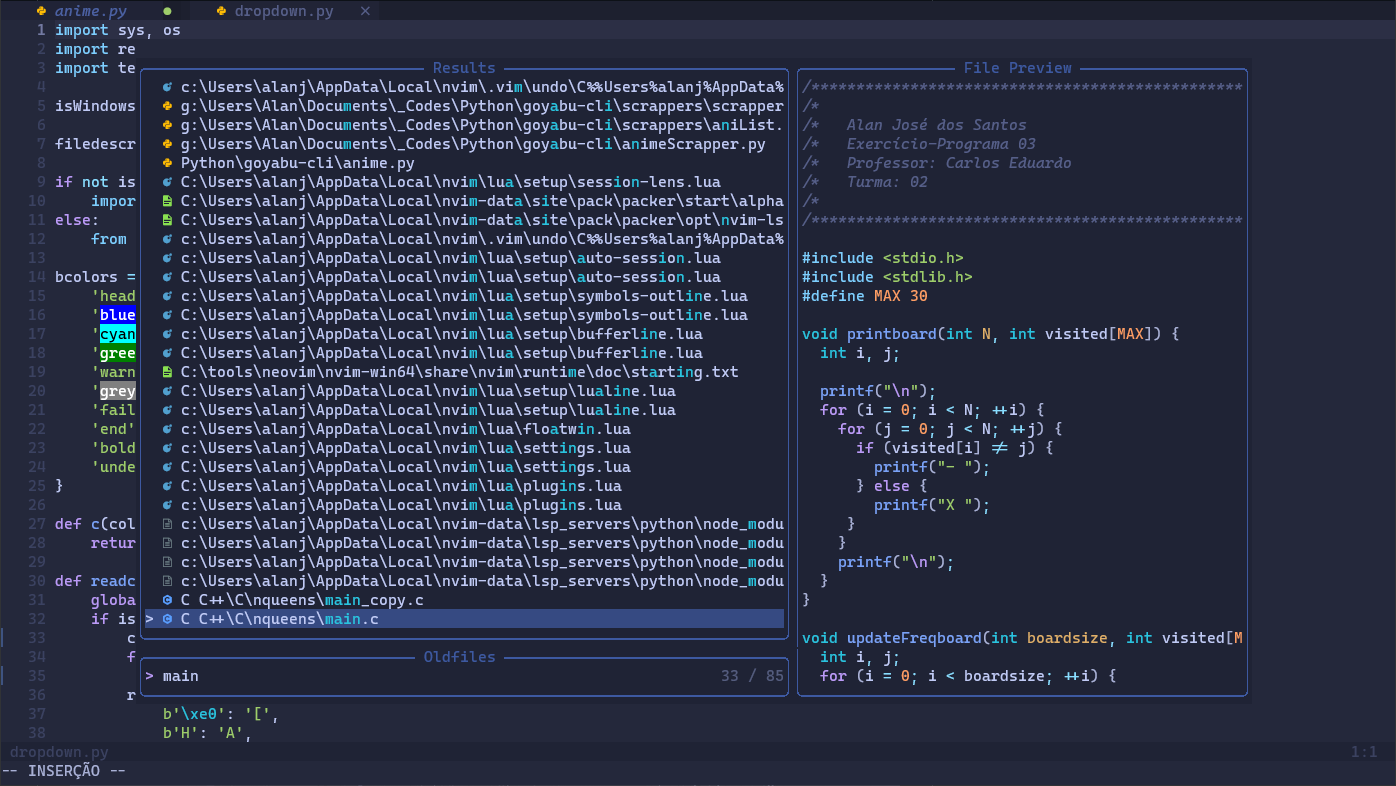 anime.py ● dropdown.py ×
1 import sys, os
2 import re
3 import te
4
5 isWindows
6
7 filedescr
8
9 if not is
10 impor
11 else:
12 from
13
14 bcolors =
15 'head
16 'blue
17 'cyan
18 'gree
19 'warn
20 'grey
21 'fail
22 'end'
23 'bold
24 'unde
25 }
26
27 def c(col
28 retur
29
30 def readc
31 globa
32 if is
33 c
34 f
35
36 r
37 b'\xe0': '[',
38 b'H': 'A',
Results
c:\Users\alanj\AppData\Local\nvim\.vim\undo\C%%Users%alanj%AppData%
g:\Users\Alan\Documents\_Codes\Python\goyabu-cli\scrappers\scrapper
g:\Users\Alan\Documents\_Codes\Python\goyabu-cli\scrappers\aniList.
g:\Users\Alan\Documents\_Codes\Python\goyabu-cli\animeScrapper.py
Python\goyabu-cli\anime.py
C:\Users\alanj\AppData\Local\nvim\lua\setup\session-lens.lua
C:\Users\alanj\AppData\Local\nvim-data\site\pack\packer\start\alpha
C:\Users\alanj\AppData\Local\nvim-data\site\pack\packer\opt\nvim-ls
c:\Users\alanj\AppData\Local\nvim\.vim\undo\C%%Users%alanj%AppData%
c:\Users\alanj\AppData\Local\nvim\lua\setup\auto-session.lua
C:\Users\alanj\AppData\Local\nvim\lua\setup\auto-session.lua
c:\Users\alanj\AppData\Local\nvim\lua\setup\symbols-outline.lua
C:\Users\alanj\AppData\Local\nvim\lua\setup\symbols-outline.lua
c:\Users\alanj\AppData\Local\nvim\lua\setup\bufferline.lua
C:\Users\alanj\AppData\Local\nvim\lua\setup\bufferline.lua
C:\tools\neovim\nvim-win64\share\nvim\runtime\doc\starting.txt
c:\Users\alanj\AppData\Local\nvim\lua\setup\lualine.lua
C:\Users\alanj\AppData\Local\nvim\lua\setup\lualine.lua
C:\Users\alanj\AppData\Local\nvim\lua\floatwin.lua
c:\Users\alanj\AppData\Local\nvim\lua\settings.lua
C:\Users\alanj\AppData\Local\nvim\lua\settings.lua
c:\Users\alanj\AppData\Local\nvim\lua\plugins.lua
C:\Users\alanj\AppData\Local\nvim\lua\plugins.lua
c:\Users\alanj\AppData\Local\nvim-data\lsp_servers\python\node_modu
c:\Users\alanj\AppData\Local\nvim-data\lsp_servers\python\node_modu
c:\Users\alanj\AppData\Local\nvim-data\lsp_servers\python\node_modu
c:\Users\alanj\AppData\Local\nvim-data\lsp_servers\python\node_modu
C C++\C\nqueens\main_copy.c
> C C++\C\nqueens\main.c
Oldfiles
> main 33 / 85
File Preview
/************************************************
/*
/* Alan José dos Santos
/* Exercício-Programa 03
/* Professor: Carlos Eduardo
/* Turma: 02
/*
/************************************************
#include <stdio.h>
#include <stdlib.h>
#define MAX 30
void printboard(int N, int visited[MAX]) {
int i, j;
printf("\n");
for (i = 0; i < N; ++i) {
for (j = 0; j < N; ++j) {
if (visited[i] != j) {
printf("- ");
} else {
printf("X ");
}
}
printf("\n");
}
}
void updateFreqboard(int boardsize, int visited[M
int i, j;
for (i = 0; i < boardsize; ++i) {
dropdown.py 1:1
-- INSERÇÃO --